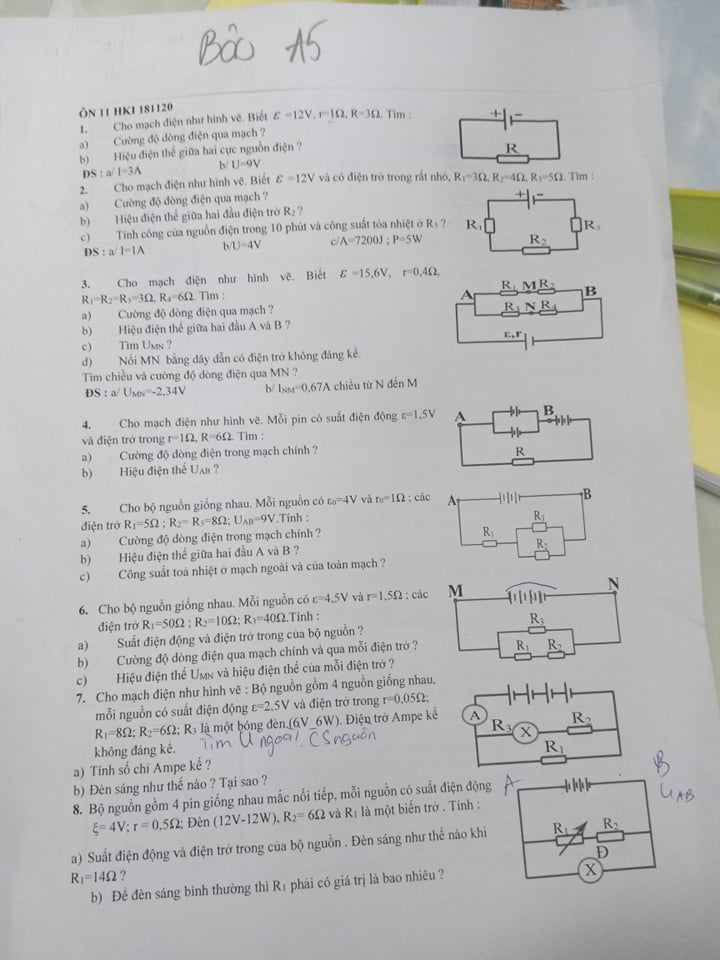 BÔU A5
ÔN 11 HK1 181120
1. Cho mạch điện như hình vẽ. Biết ℰ =12V, r=1Ω, R=3Ω. Tìm :
a) Cường độ dòng điện qua mạch ?
b) Hiệu điện thế giữa hai cực nguồn điện ?
ĐS : a/ I=3A b/ U=9V
+ -
R
2. Cho mạch điện như hình vẽ. Biết ℰ =12V và có điện trở trong rất nhỏ, R₁=3Ω, R₂=4Ω, R₃=5Ω. Tìm :
a) Cường độ dòng điện qua mạch ?
b) Hiệu điện thế giữa hai đầu điện trở R₂ ?
c) Tính công của nguồn điện trong 10 phút và công suất tỏa nhiệt ở R₃ ?
ĐS : a/ I=1A b/U=4V c/A=7200J ; P=5W
+ -
R₁ R₃
R₂
3. Cho mạch điện như hình vẽ. Biết ℰ =15,6V, r=0,4Ω,
R₁=R₂=R₃=3Ω, R₄=6Ω. Tìm :
a) Cường độ dòng điện qua mạch ?
b) Hiệu điện thế giữa hai đầu A và B ?
c) Tìm U_MN ?
d) Nối MN bằng dây dẫn có điện trở không đáng kể.
Tìm chiều và cường độ dòng điện qua MN ?
ĐS : a/ U_MN=-2,34V b/ I_NM=0,67A chiều từ N đến M
R₁ M R₂
A B
R₃ N R₄
ε,r
4. Cho mạch điện như hình vẽ. Mỗi pin có suất điện động ε=1,5V
và điện trở trong r=1Ω, R=6Ω. Tìm :
a) Cường độ dòng điện trong mạch chính ?
b) Hiệu điện thế U_AB ?
A B
R
5. Cho bộ nguồn giống nhau. Mỗi nguồn có ε₀=4V và r₀=1Ω ; các
điện trở R₁=5Ω ; R₂= R₃=8Ω; U_AB=9V.Tính :
a) Cường độ dòng điện trong mạch chính ?
b) Hiệu điện thế giữa hai đầu A và B ?
c) Công suất toả nhiệt ở mạch ngoài và của toàn mạch ?
A B
R₃
R₁
R₂
6. Cho bộ nguồn giống nhau. Mỗi nguồn có ε=4,5V và r=1,5Ω ; các
điện trở R₁=50Ω ; R₂=10Ω; R₃=40Ω.Tính :
a) Suất điện động và điện trở trong của bộ nguồn ?
b) Cường độ dòng điện qua mạch chính và qua mỗi điện trở ?
c) Hiệu điện thế U_MN và hiệu điện thế của mỗi điện trở ?
M N
R₃
R₁ R₂
7. Cho mạch điện như hình vẽ : Bộ nguồn gồm 4 nguồn giống nhau,
mỗi nguồn có suất điện động ε=2,5V và điện trở trong r=0,05Ω;
R₁=8Ω; R₂=6Ω; R₃ là một bóng đèn.(6V_6W). Điện trở Ampe kế
không đáng kể. Tìm U ngoài. CS nguồn
a) Tính số chỉ Ampe kế ?
b) Đèn sáng như thế nào ? Tại sao ?
A
R₃ X R₂
R₁
8. Bộ nguồn gồm 4 pin giống nhau mắc nối tiếp, mỗi nguồn có suất điện động
ξ= 4V; r = 0,5Ω; Đèn (12V-12W), R₂= 6Ω và R₁ là một biến trở . Tính :
a) Suất điện động và điện trở trong của bộ nguồn . Đèn sáng như thế nào khi
R₁=14Ω ?
b) Để đèn sáng bình thường thì R₁ phải có giá trị là bao nhiêu ?
A B
U_AB
R₁ R₂
Đ
X